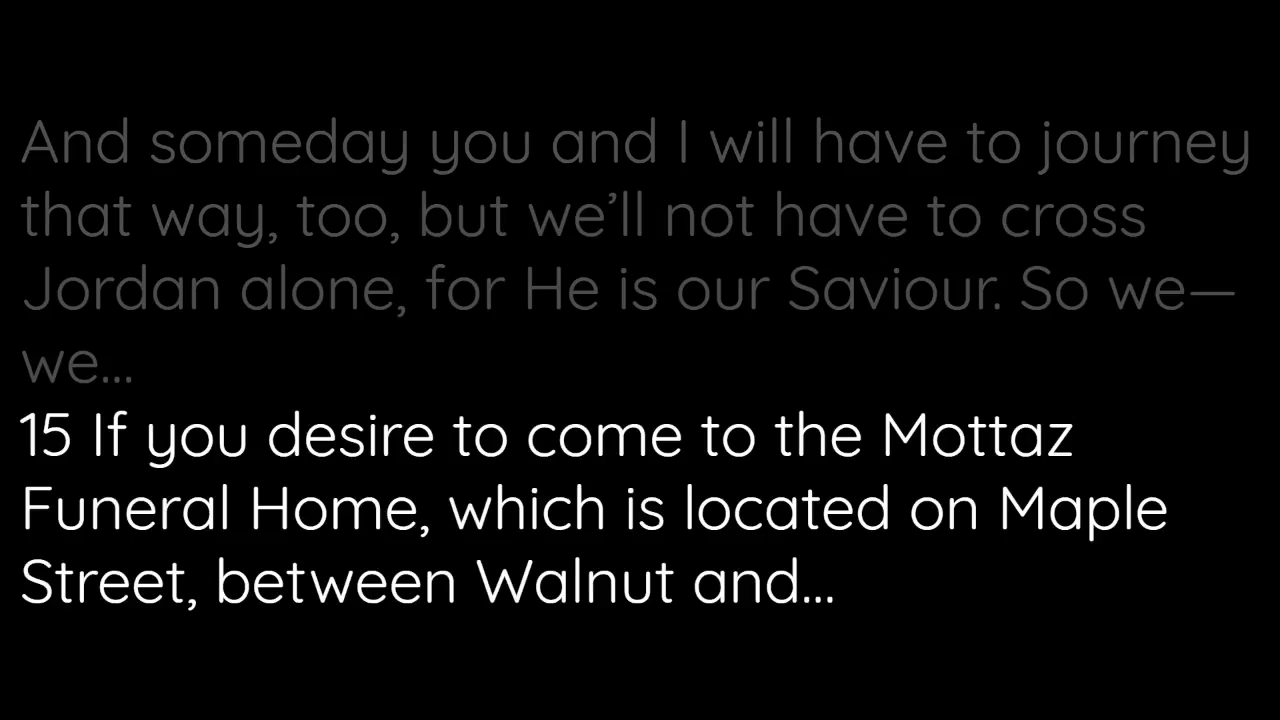 And someday you and I will have to journey
that way, too, but we’ll not have to cross
Jordan alone, for He is our Saviour. So we—
we...
15 If you desire to come to the Mottaz
Funeral Home, which is located on Maple
Street, between Walnut and...